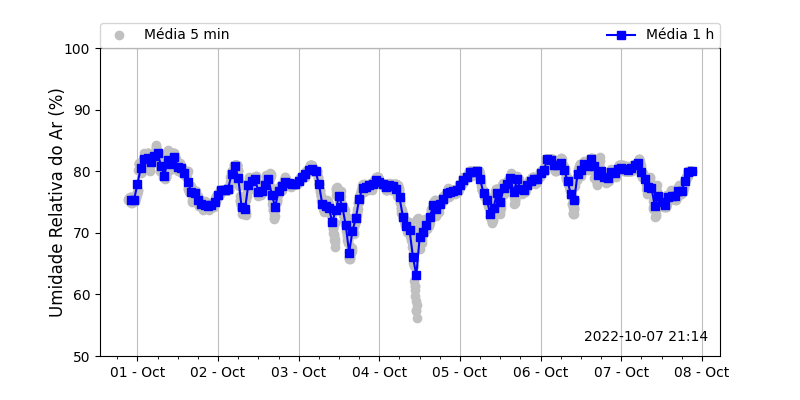 Média 5 min
Média 1 h
Umidade Relativa do Ar (%)
100
90
80
70
60
50
2022-10-07 21:14
01 - Oct
02 - Oct
03 - Oct
04 - Oct
05 - Oct
06 - Oct
07 - Oct
08 - Oct